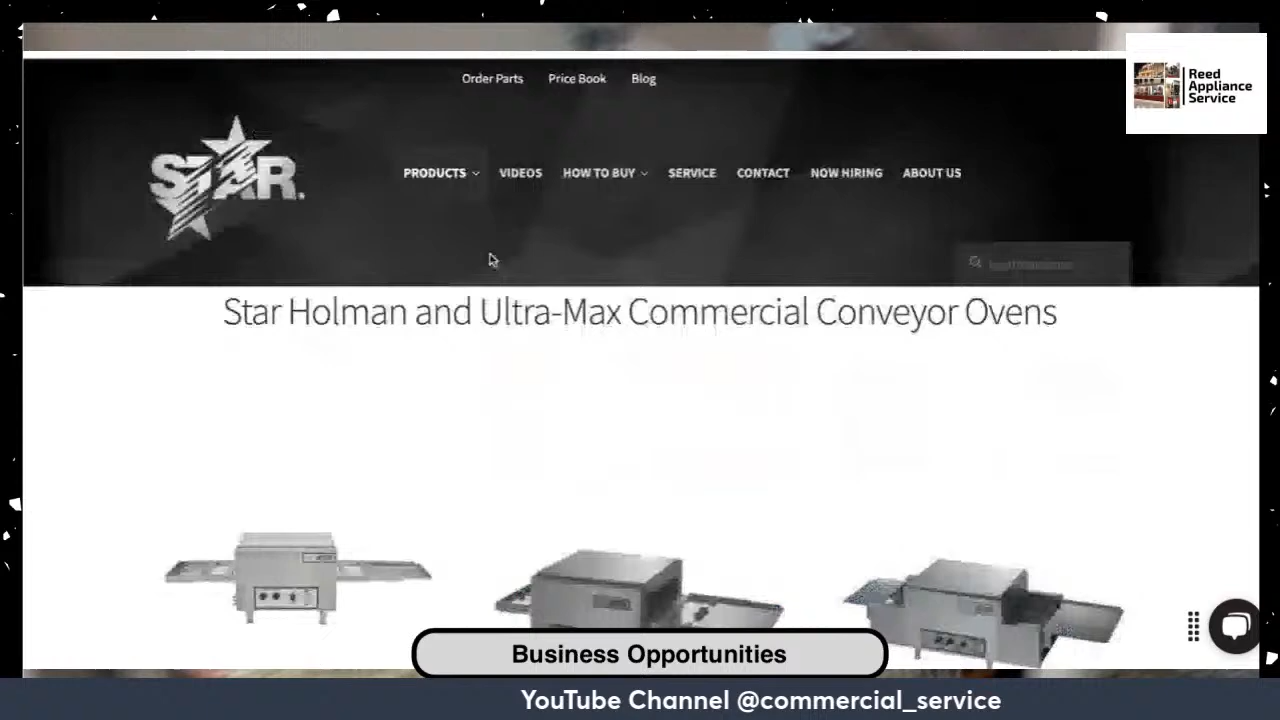 Order Parts Price Book Blog
Reed
Appliance
Service
STAR.
PRODUCTS VIDEOS HOW TO BUY SERVICE CONTACT NOW HIRING ABOUT US
Star Holman and Ultra-Max Commercial Conveyor Ovens
Business Opportunities
YouTube Channel @commercial_service